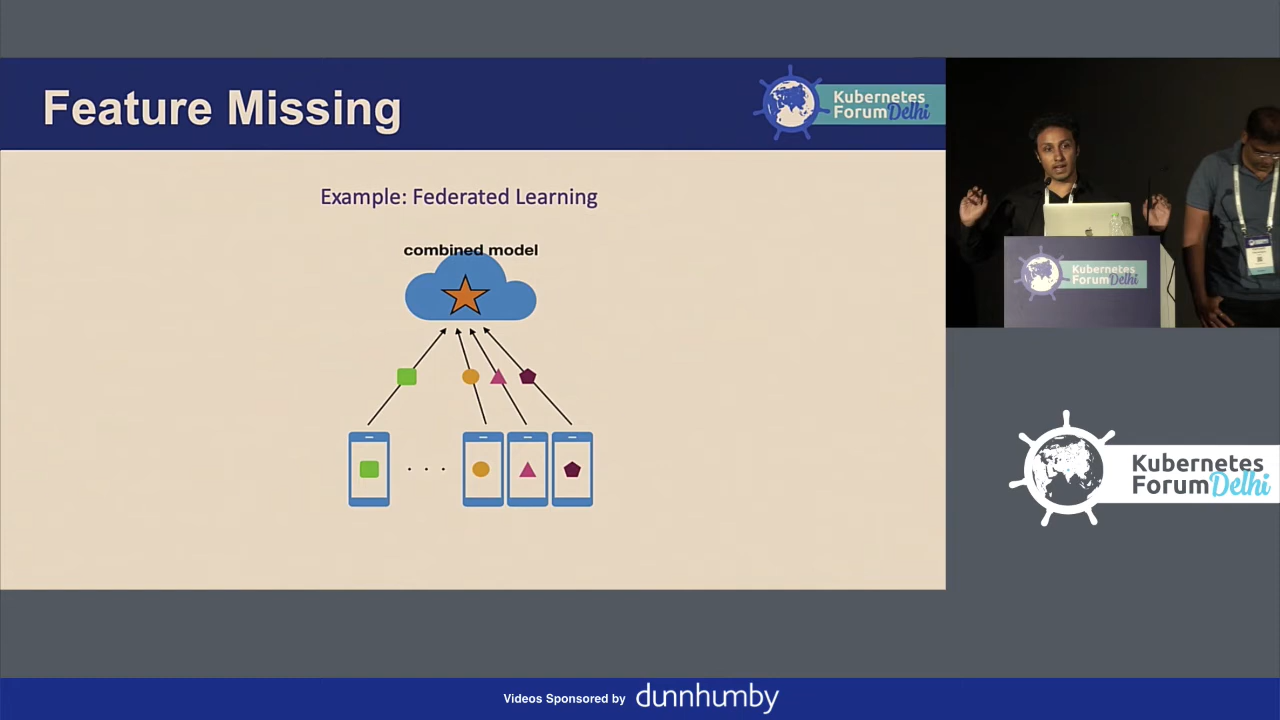 Feature Missing
Kubernetes
Forum Delhi
Example: Federated Learning
combined model
Kubernetes
Forum Delhi
Kubernetes
Forum Delhi
Videos Sponsored by dunnhumby